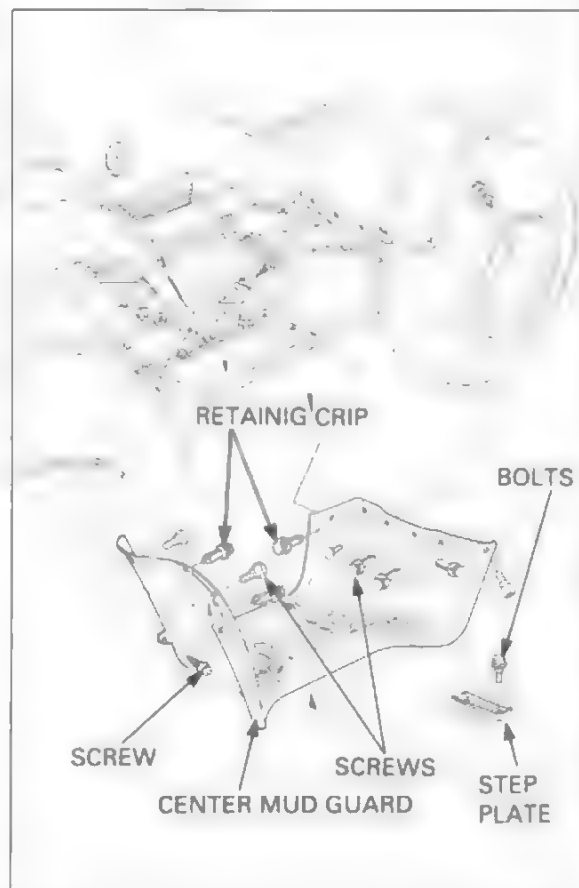 RETAINIG CRIP
BOLTS
SCREW
SCREWS
STEP
PLATE
CENTER MUD GUARD